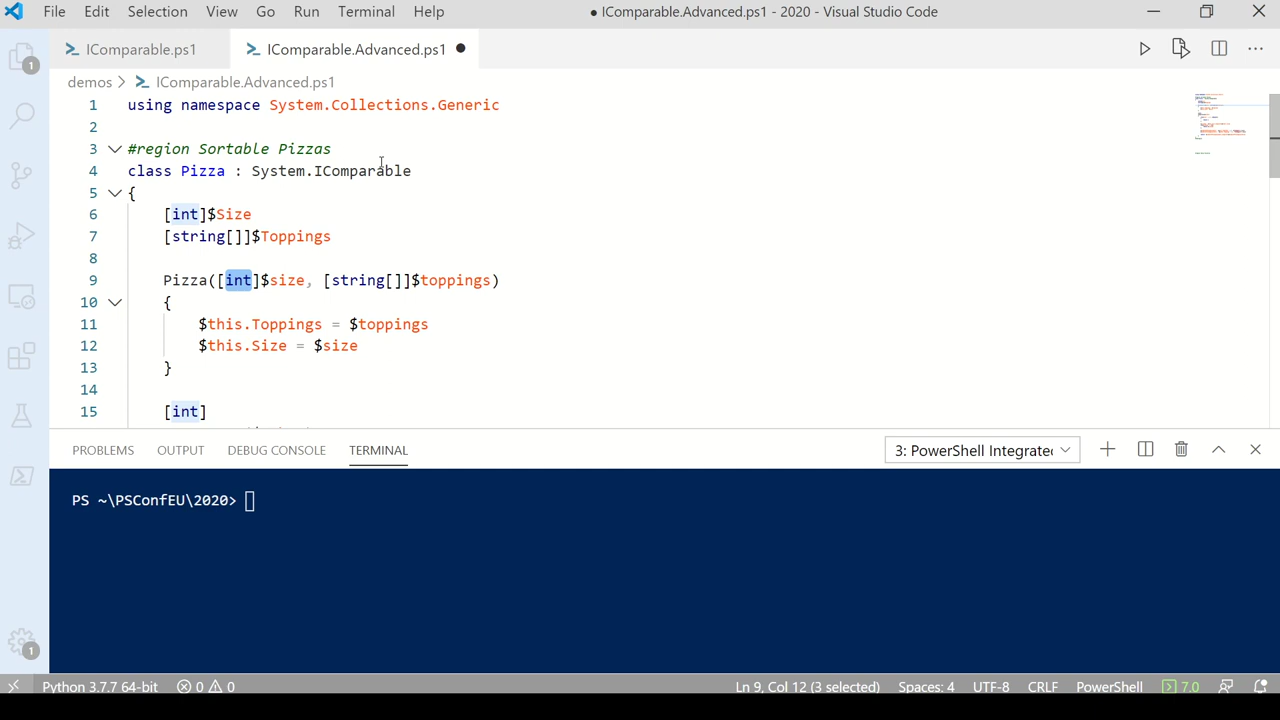 File Edit Selection View Go Run Terminal Help ● IComparable.Advanced.ps1 - 2020 - Visual Studio Code
IComparable.ps1 IComparable.Advanced.ps1 ●
1
demos > IComparable.Advanced.ps1
1 using namespace System.Collections.Generic
2
3 #region Sortable Pizzas
4 class Pizza : System.IComparable
5 {
6 [int]$Size
7 [string[]]$Toppings
8
9 Pizza([int]$size, [string[]]$toppings)
10 {
11 $this.Toppings = $toppings
12 $this.Size = $size
13 }
14
15 [int]
PROBLEMS OUTPUT DEBUG CONSOLE TERMINAL 3: PowerShell Integrated
PS ~\PSConfEU\2020>
1
Python 3.7.7 64-bit 0 0 Ln 9, Col 12 (3 selected) Spaces: 4 UTF-8 CRLF PowerShell 7.0